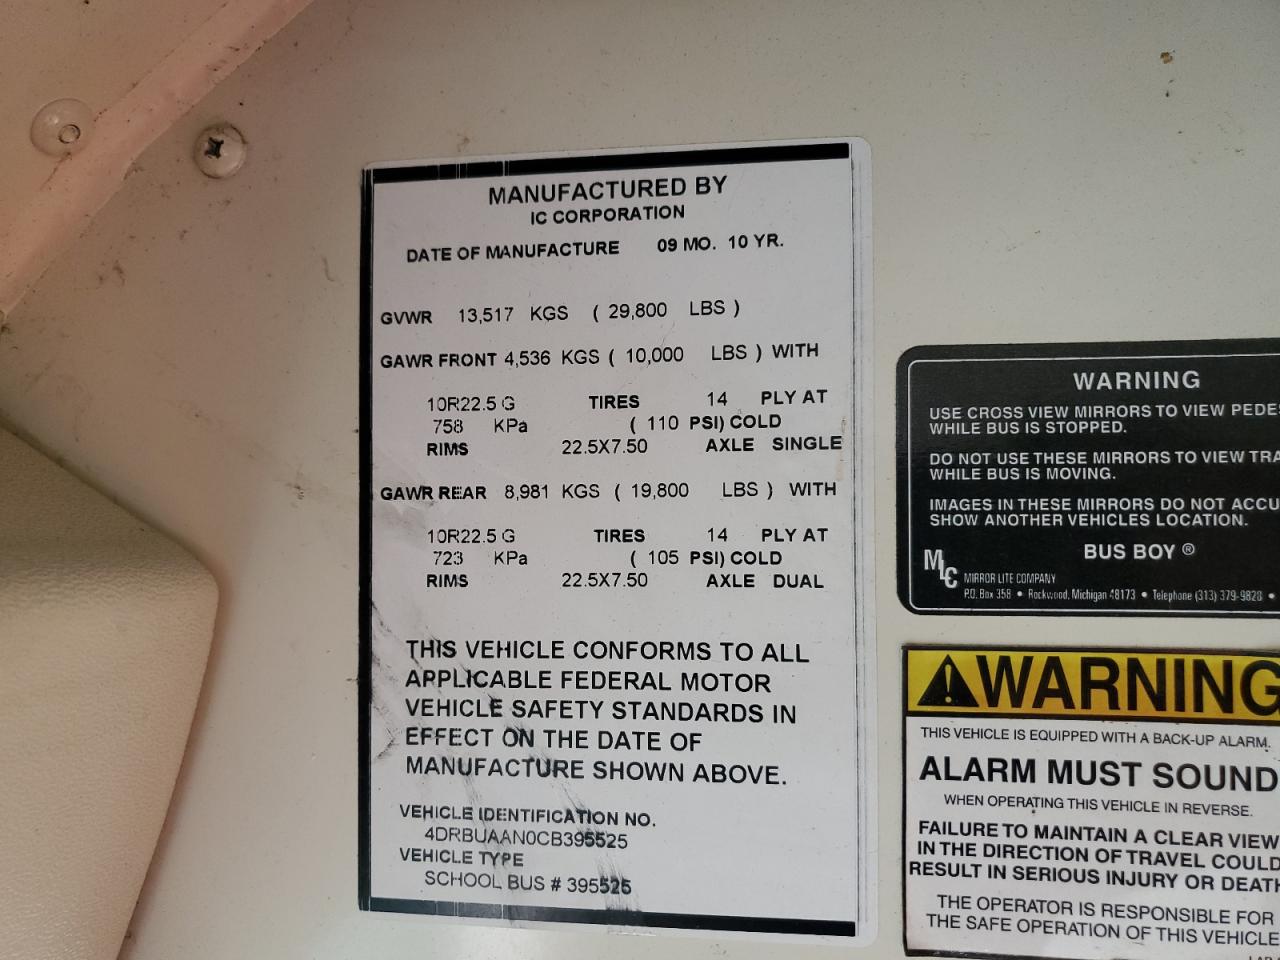 MANUFACTURED BY
IC CORPORATION
DATE OF MANUFACTURE 09 MO. 10 YR.
GVWR 13,517 KGS ( 29,800 LBS )
GAWR FRONT 4,536 KGS ( 10,000 LBS ) WITH
10R22.5 G TIRES 14 PLY AT
758 KPa ( 110 PSI) COLD
RIMS 22.5X7.50 AXLE SINGLE
GAWR REAR 8,981 KGS ( 19,800 LBS ) WITH
10R22.5 G TIRES 14 PLY AT
723 KPa ( 105 PSI) COLD
RIMS 22.5X7.50 AXLE DUAL
THIS VEHICLE CONFORMS TO ALL
APPLICABLE FEDERAL MOTOR
VEHICLE SAFETY STANDARDS IN
EFFECT ON THE DATE OF
MANUFACTURE SHOWN ABOVE.
VEHICLE IDENTIFICATION NO.
4DRBUAAN0CB395525
VEHICLE TYPE
SCHOOL BUS # 395525
WARNING
USE CROSS VIEW MIRRORS TO VIEW PEDES
WHILE BUS IS STOPPED.
DO NOT USE THESE MIRRORS TO VIEW TRA
WHILE BUS IS MOVING.
IMAGES IN THESE MIRRORS DO NOT ACCU
SHOW ANOTHER VEHICLES LOCATION.
BUS BOY ®
MLC MIRROR LITE COMPANY
P.O. Box 358 • Rockwood, Michigan 48173 • Telephone (313) 379-9828 •
WARNING
THIS VEHICLE IS EQUIPPED WITH A BACK-UP ALARM.
ALARM MUST SOUND
WHEN OPERATING THIS VEHICLE IN REVERSE.
FAILURE TO MAINTAIN A CLEAR VIEW
IN THE DIRECTION OF TRAVEL COULD
RESULT IN SERIOUS INJURY OR DEATH
THE OPERATOR IS RESPONSIBLE FOR
THE SAFE OPERATION OF THIS VEHICLE